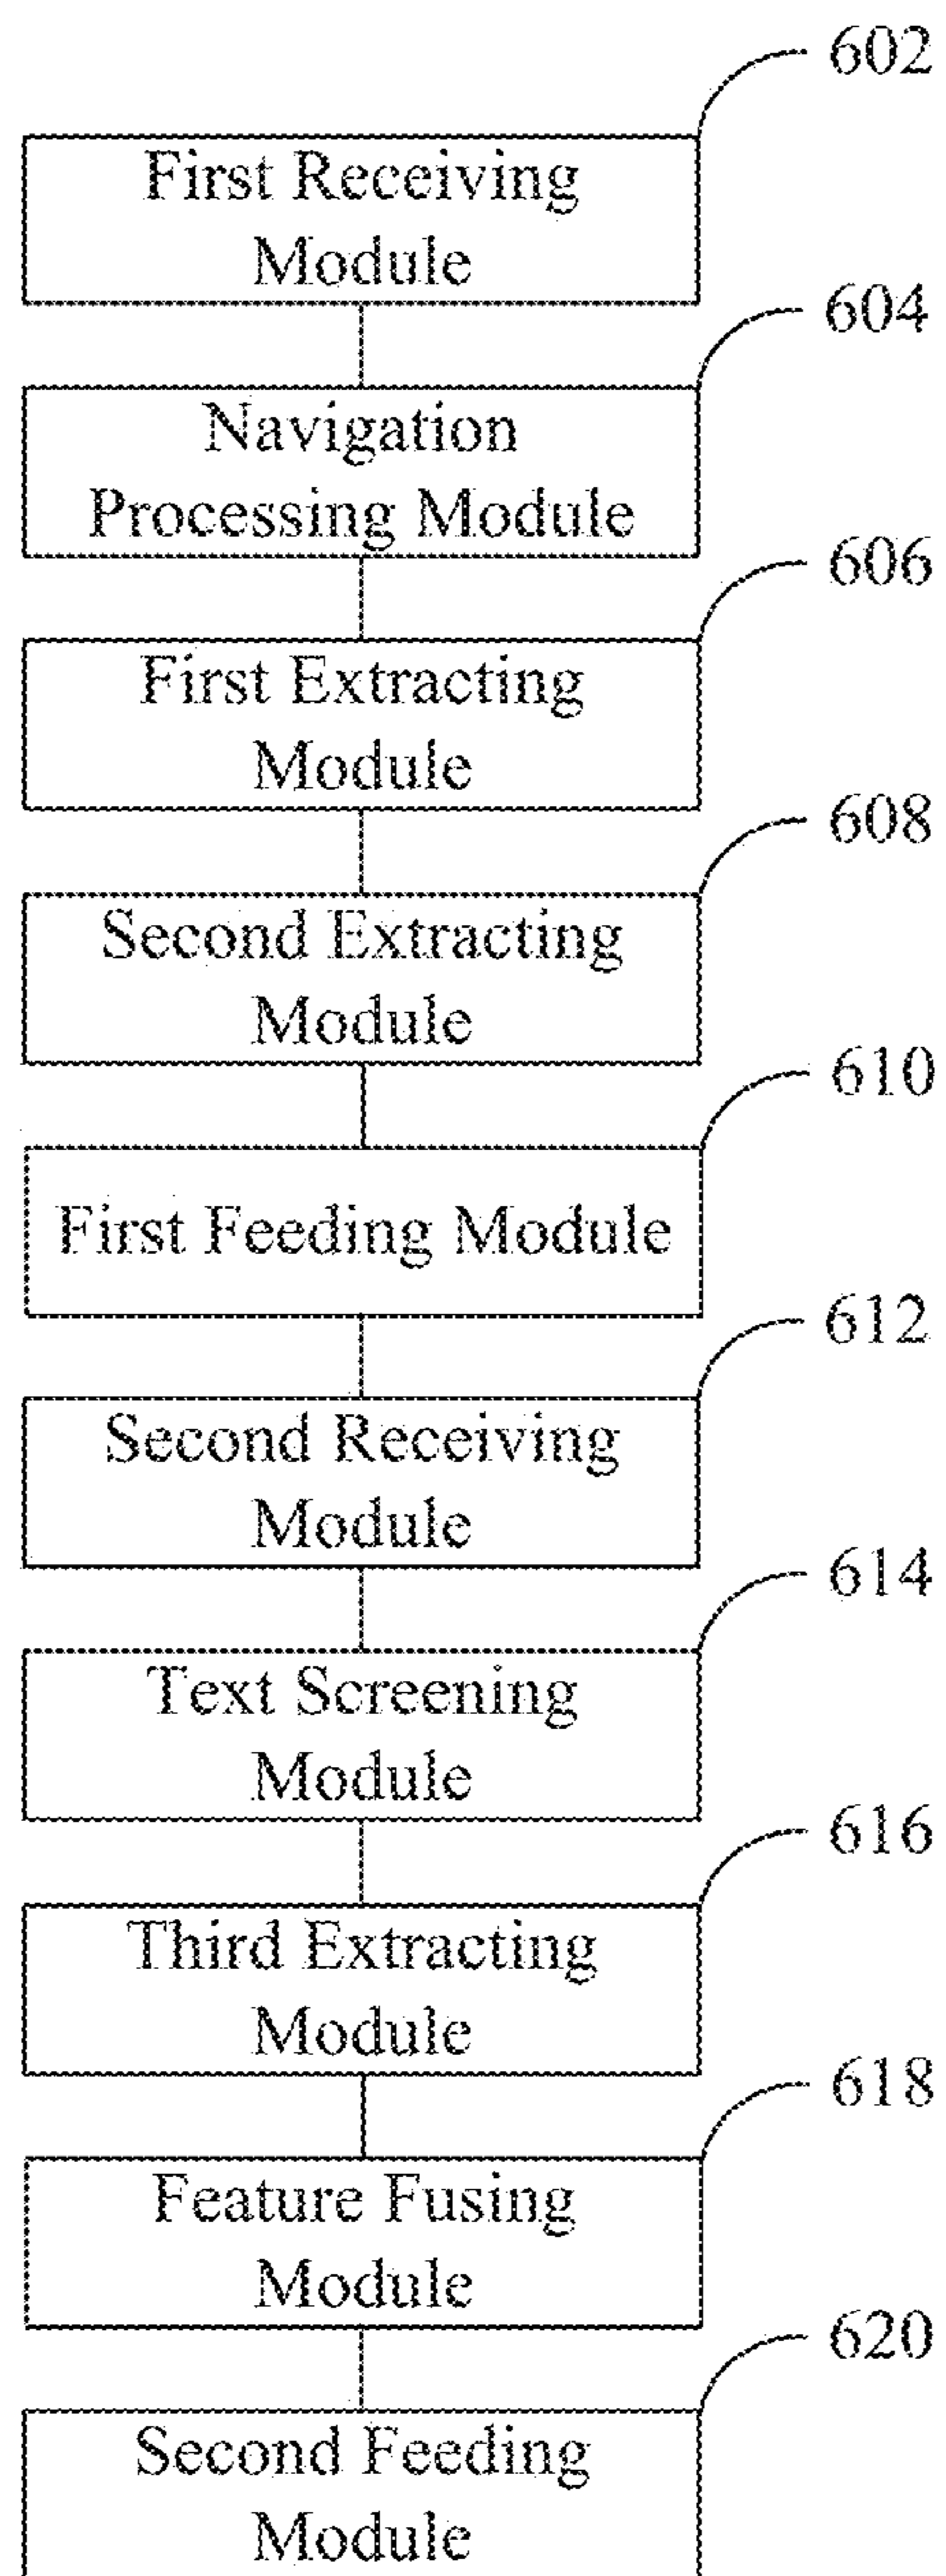 602
First Receiving
Module
604
Navigation
Processing Module
606
First Extracting
Module
608
Second Extracting
Module
610
First Feeding Module
612
Second Receiving
Module
614
Text Screening
Module
616
Third Extracting
Module
618
Feature Fusing
Module
620
Second Feeding
Module